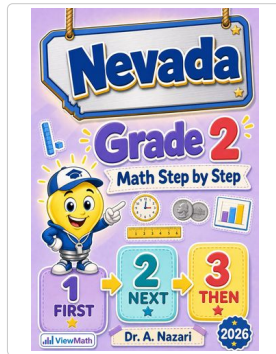 Nevada
Grade 2
Math Step by Step
1
FIRST
2
NEXT
3
THEN
ViewMath
Dr. A. Nazari
2026